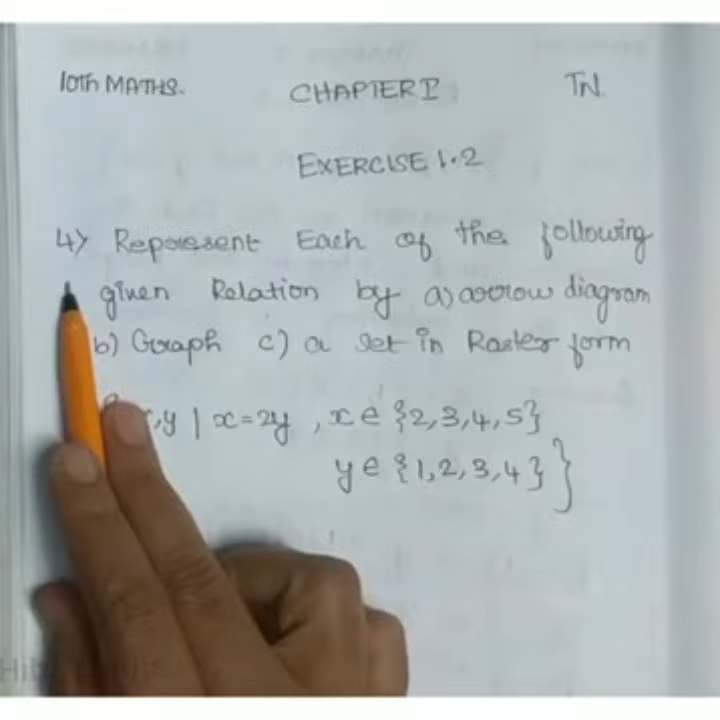 10th MATHS. CHAPTER I TN.
EXERCISE 1.2
4) Represent Each of the following
given Relation by a) arrow diagram
b) Graph c) a set in Raster form
x,y | x=2y , x∈ {2,3,4,5}
y∈ {1,2,3,4} }